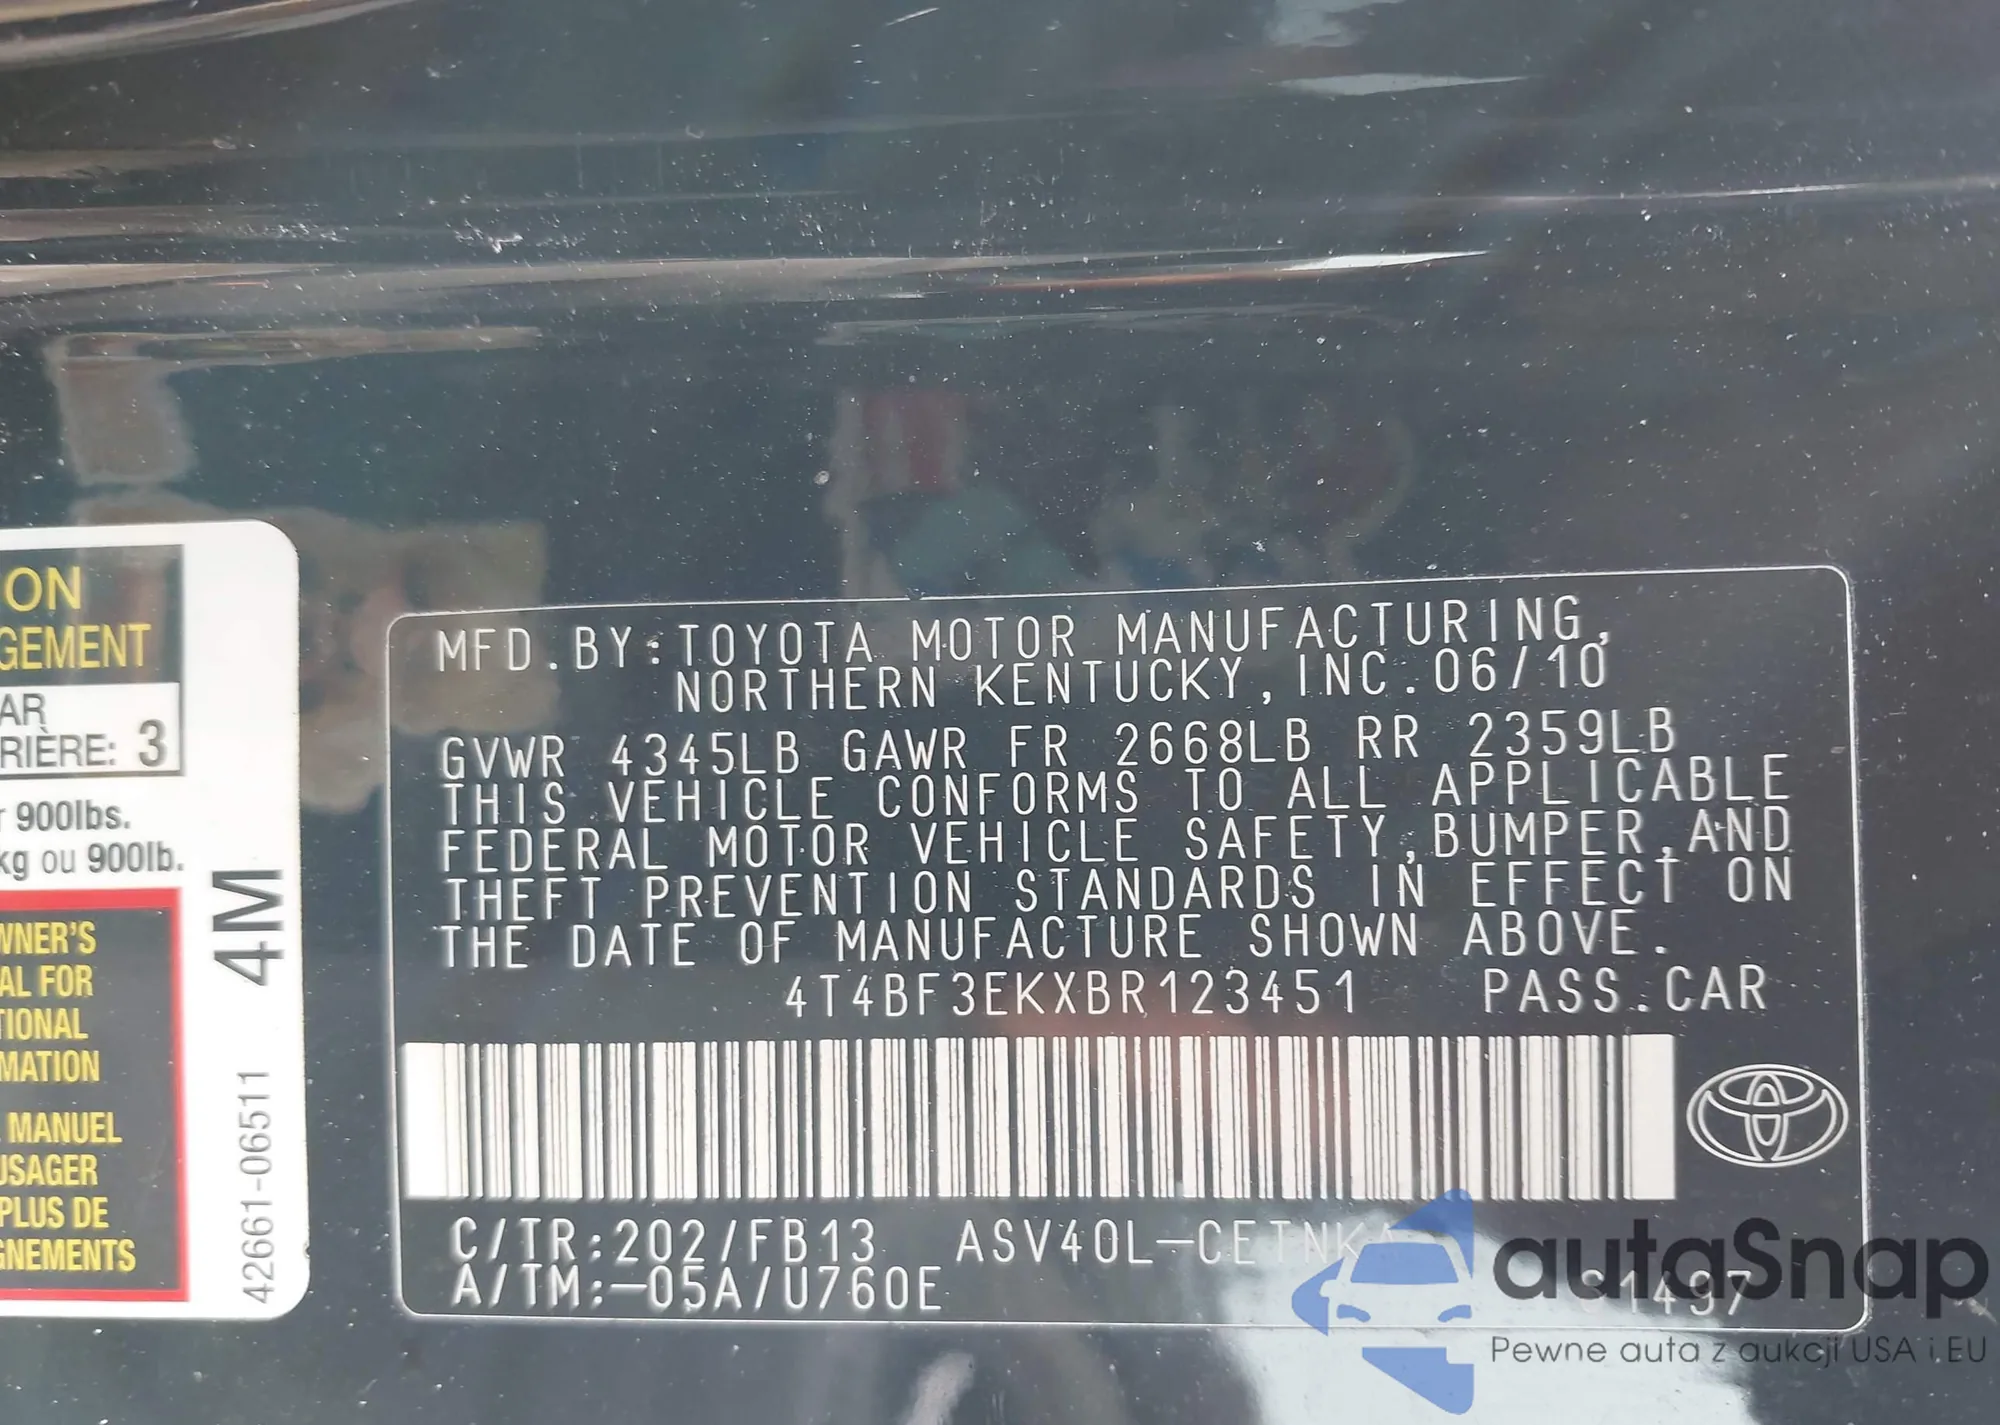 ON
GEMENT
AR
RIÈRE: 3
r 900lbs.
kg ou 900lb.
WNER'S
AL FOR
TIONAL
MATION
MANUEL
USAGER
PLUS DE
GNEMENTS
4M
42661-06511
MFD.BY:TOYOTA MOTOR MANUFACTURING,
NORTHERN KENTUCKY, INC.06/10
GVWR 4345LB GAWR FR 2668LB RR 2359LB
THIS VEHICLE CONFORMS TO ALL APPLICABLE
FEDERAL MOTOR VEHICLE SAFETY,BUMPER,AND
THEFT PREVENTION STANDARDS IN EFFECT ON
THE DATE OF MANUFACTURE SHOWN ABOVE.
4T4BF3EKXBR123451 PASS.CAR
C/TR:202/FB13 ASV40L-CETNKA
A/TM:-05A/U760E
autaSnap
Pewne auta z aukcji USA i EU